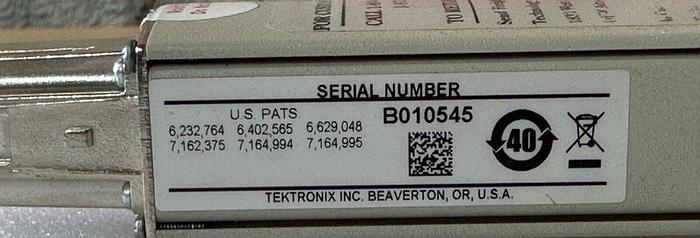 SERIAL NUMBER
U.S. PATS
B010545
6,232,764 6,402,565 6,629,048
7,162,375 7,164,994 7,164,995
40
TEKTRONIX INC. BEAVERTON, OR, U.S.A.